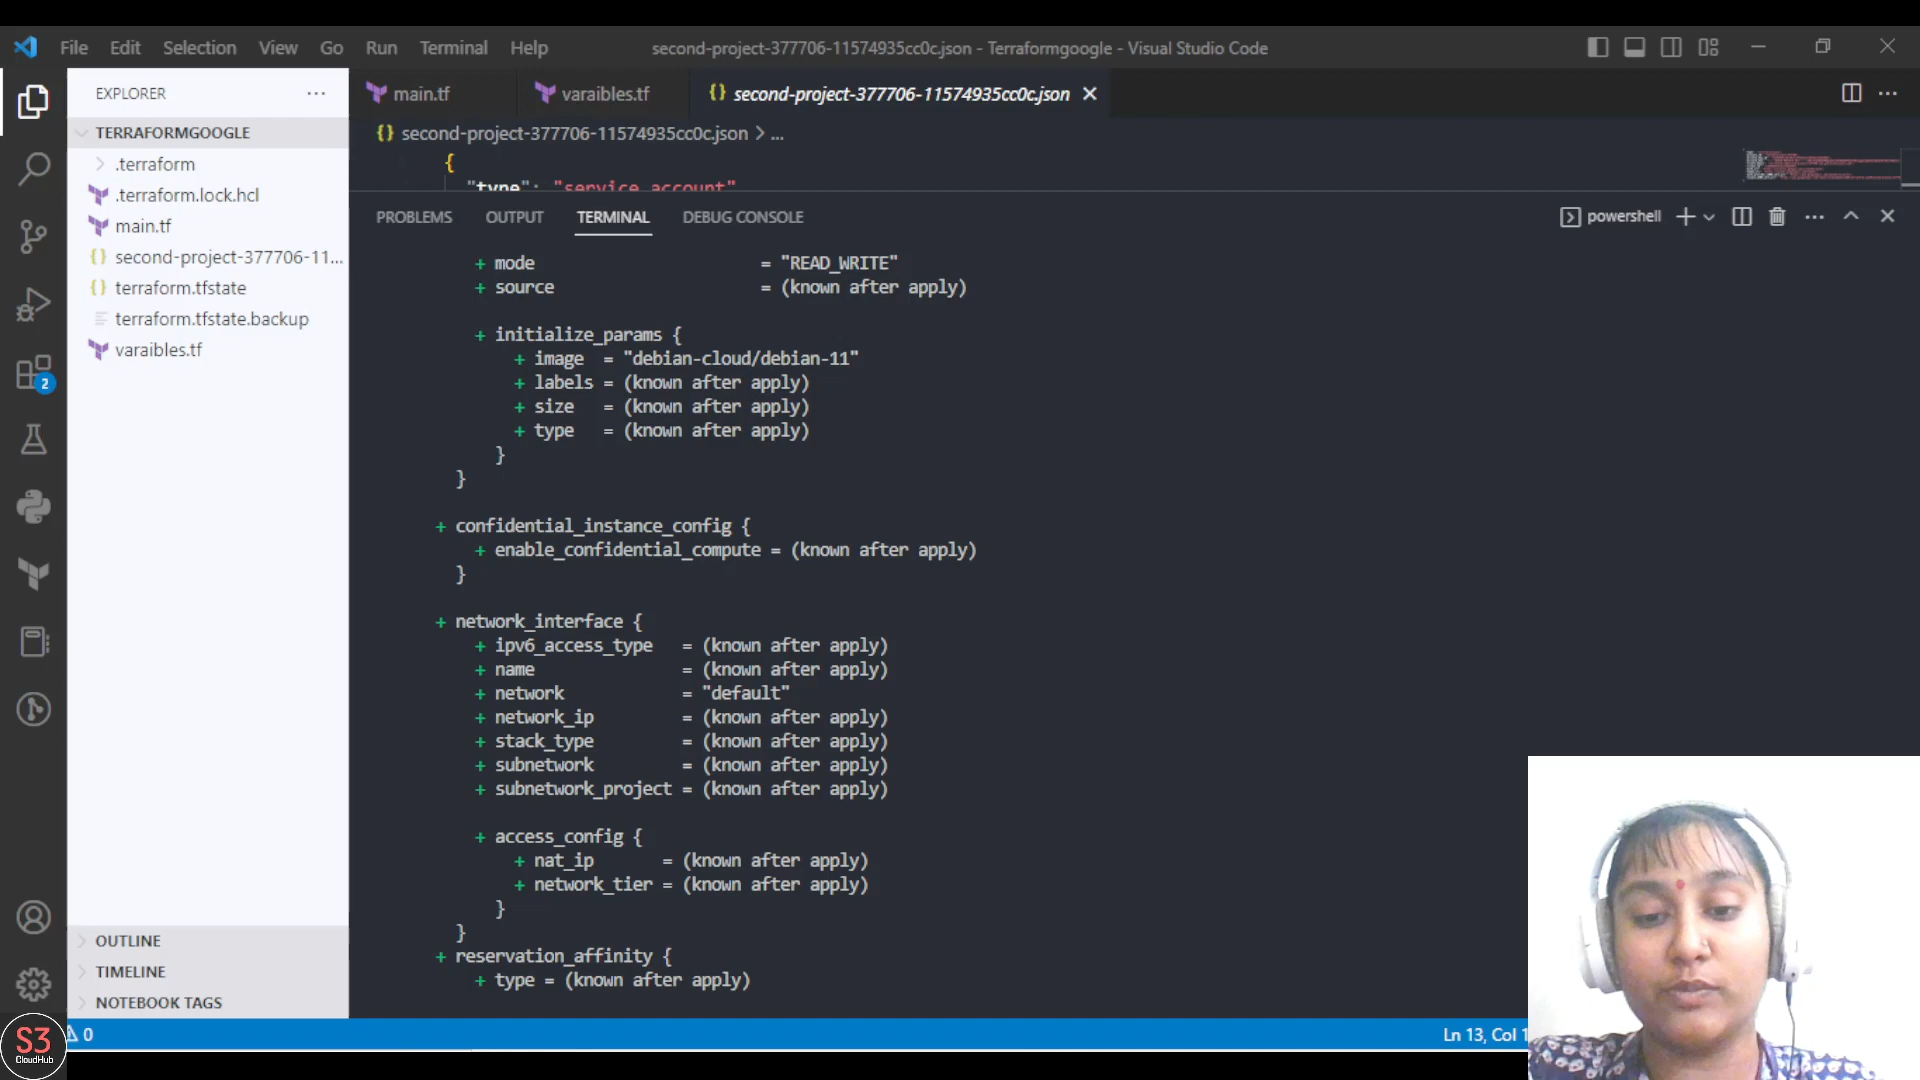 File Edit Selection View Go Run Terminal Help second-project-377706-11574935cc0c.json - Terraformgoogle - Visual Studio Code
EXPLORER
TERRAFORMGOOGLE
.terraform
.terraform.lock.hcl
main.tf
second-project-377706-11...
terraform.tfstate
terraform.tfstate.backup
varaibles.tf
OUTLINE
TIMELINE
NOTEBOOK TAGS
2
main.tf varaibles.tf {} second-project-377706-11574935cc0c.json
{} second-project-377706-11574935cc0c.json > ...
{
"type": "service_account"
PROBLEMS OUTPUT TERMINAL DEBUG CONSOLE powershell
+ mode = "READ_WRITE"
+ source = (known after apply)
+ initialize_params {
+ image = "debian-cloud/debian-11"
+ labels = (known after apply)
+ size = (known after apply)
+ type = (known after apply)
}
}
+ confidential_instance_config {
+ enable_confidential_compute = (known after apply)
}
+ network_interface {
+ ipv6_access_type = (known after apply)
+ name = (known after apply)
+ network = "default"
+ network_ip = (known after apply)
+ stack_type = (known after apply)
+ subnetwork = (known after apply)
+ subnetwork_project = (known after apply)
+ access_config {
+ nat_ip = (known after apply)
+ network_tier = (known after apply)
}
}
+ reservation_affinity {
+ type = (known after apply)
0
Ln 13, Col 1
S3
CloudHub